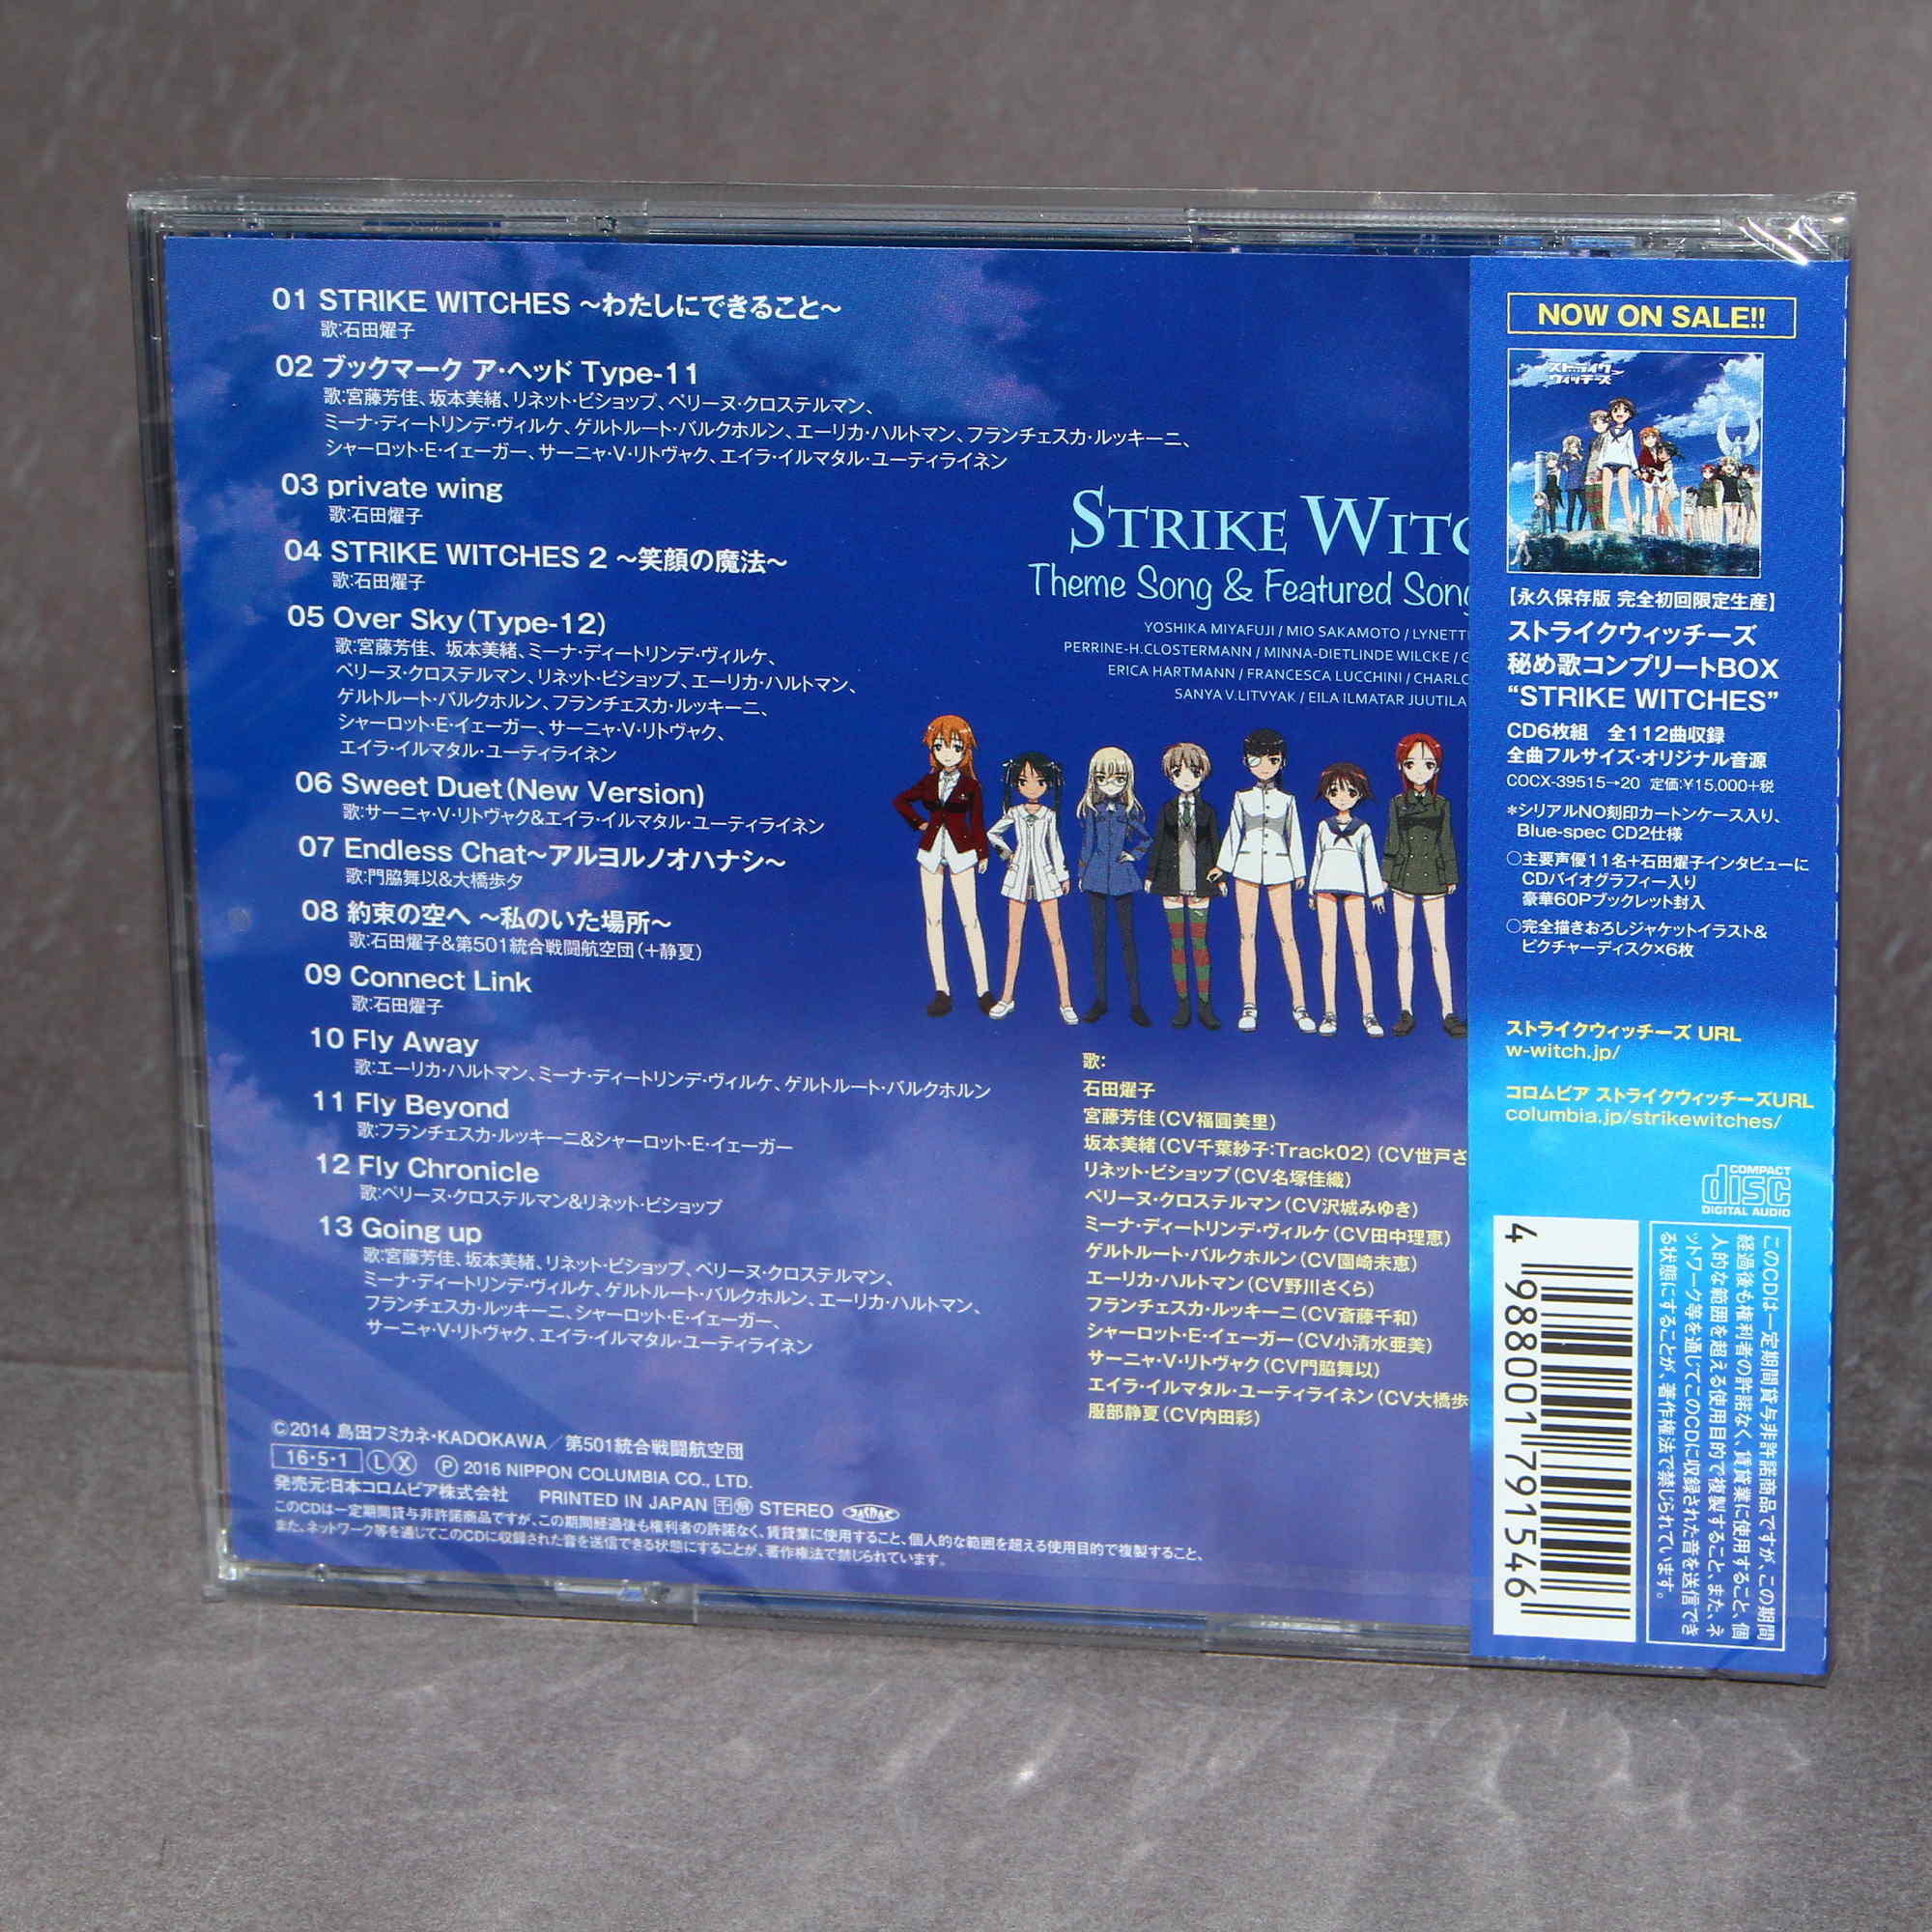 01 STRIKE WITCHES ～わたしにできること～
歌:石田燿子
02 ブックマーク ア・ヘッド Type-11
歌:宮藤芳佳、坂本美緒、リネット・ビショップ、ペリーヌ・クロステルマン、
ミーナ・ディートリンデ・ヴィルケ、ゲルトルート・バルクホルン、エーリカ・ハルトマン、フランチェスカ・ルッキーニ、
シャーロット・E・イェーガー、サーニャ・V・リトヴャク、エイラ・イルマタル・ユーティライネン
03 private wing
歌:石田燿子
04 STRIKE WITCHES 2 ～笑顔の魔法～
歌:石田燿子
05 Over Sky（Type-12）
歌:宮藤芳佳、坂本美緒、ミーナ・ディートリンデ・ヴィルケ、
ペリーヌ・クロステルマン、リネット・ビショップ、エーリカ・ハルトマン、
ゲルトルート・バルクホルン、フランチェスカ・ルッキーニ、
シャーロット・E・イェーガー、サーニャ・V・リトヴャク、
エイラ・イルマタル・ユーティライネン
06 Sweet Duet（New Version）
歌:サーニャ・V・リトヴャク&エイラ・イルマタル・ユーティライネン
07 Endless Chat～アルヨルノオハナシ～
歌:門脇舞以&大橋歩夕
08 約束の空へ ～私のいた場所～
歌:石田燿子&第501統合戦闘航空団（+静夏）
09 Connect Link
歌:石田燿子
10 Fly Away
歌:エーリカ・ハルトマン、ミーナ・ディートリンデ・ヴィルケ、ゲルトルート・バルクホルン
11 Fly Beyond
歌:フランチェスカ・ルッキーニ&シャーロット・E・イェーガー
12 Fly Chronicle
歌:ペリーヌ・クロステルマン&リネット・ビショップ
13 Going up
歌:宮藤芳佳、坂本美緒、リネット・ビショップ、ペリーヌ・クロステルマン、
ミーナ・ディートリンデ・ヴィルケ、ゲルトルート・バルクホルン、エーリカ・ハルトマン、
フランチェスカ・ルッキーニ、シャーロット・E・イェーガー、
サーニャ・V・リトヴャク、エイラ・イルマタル・ユーティライネン
©2014 島田フミカネ・KADOKAWA／第501統合戦闘航空団
16・5・1 Ⓛ Ⓧ Ⓟ 2016 NIPPON COLUMBIA CO., LTD.
発売元:日本コロムビア株式会社 PRINTED IN JAPAN STEREO JASRAC
このCDは一定期間貸与非許諾商品ですが、この期間経過後も権利者の許諾なく、賃貸業に使用すること、個人的な範囲を超える使用目的で複製すること、
また、ネットワーク等を通じてこのCDに収録された音を送信できる状態にすることが、著作権法で禁じられています。
STRIKE WITC
Theme Song & Featured Song
YOSHIKA MIYAFUJI / MIO SAKAMOTO / LYNETT
PERRINE-H.CLOSTERMANN / MINNA-DIETLINDE WILCKE / G
ERICA HARTMANN / FRANCESCA LUCCHINI / CHARLO
SANYA V.LITVYAK / EILA ILMATAR JUUTILA
歌:
石田燿子
宮藤芳佳（CV福圓美里）
坂本美緒（CV千葉紗子:Track02）（CV世戸さ
リネット・ビショップ（CV名塚佳織）
ペリーヌ・クロステルマン（CV沢城みゆき）
ミーナ・ディートリンデ・ヴィルケ（CV田中理恵）
ゲルトルート・バルクホルン（CV園崎未恵）
エーリカ・ハルトマン（CV野川さくら）
フランチェスカ・ルッキーニ（CV斎藤千和）
シャーロット・E・イェーガー（CV小清水亜美）
サーニャ・V・リトヴャク（CV門脇舞以）
エイラ・イルマタル・ユーティライネン（CV大橋歩
服部静夏（CV内田彩）
NOW ON SALE!!
ストライク
ウィッチーズ
【永久保存版 完全初回限定生産】
ストライクウィッチーズ
秘め歌コンプリートBOX
“STRIKE WITCHES”
CD6枚組 全112曲収録
全曲フルサイズ・オリジナル音源
COCX-39515→20 定価:¥15,000+税
＊シリアルNO刻印カートンケース入り、
Blue-spec CD2仕様
○主要声優11名+石田燿子インタビューに
CDバイオグラフィー入り
豪華60Pブックレット封入
○完全描きおろしジャケットイラスト&
ピクチャーディスク×6枚
ストライクウィッチーズ URL
w-witch.jp/
コロムビア ストライクウィッチーズURL
columbia.jp/strikewitches/
COMPACT
disc
DIGITAL AUDIO
このCDは一定期間貸与非許諾商品ですが、この期間
経過後も権利者の許諾なく、賃貸業に使用すること、個
人的な範囲を超える使用目的で複製すること、また、ネ
ットワーク等を通じてこのCDに収録された音を送信でき
る状態にすることが、著作権法で禁じられています。
4 988001 791546